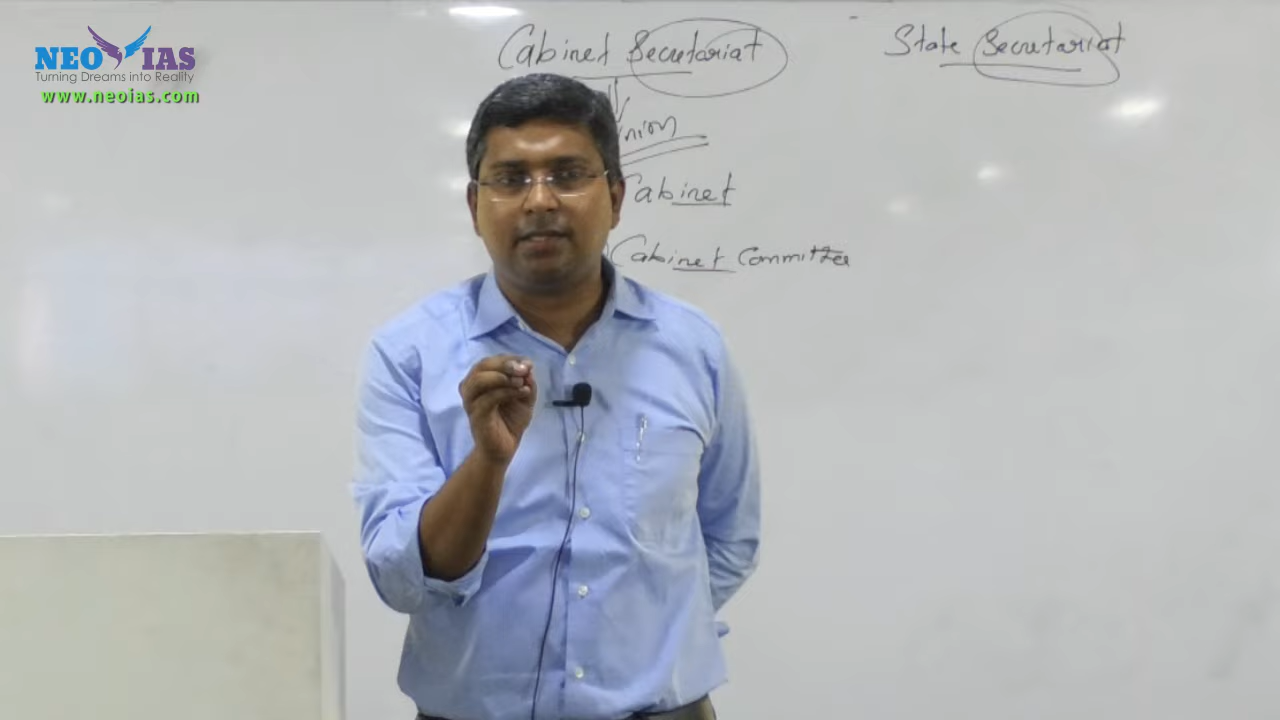 NEO IAS
Turning Dreams into Reality
www.neoias.com
Cabinet Secretariat
State Secretariat
Cabinet
Cabinet Committee